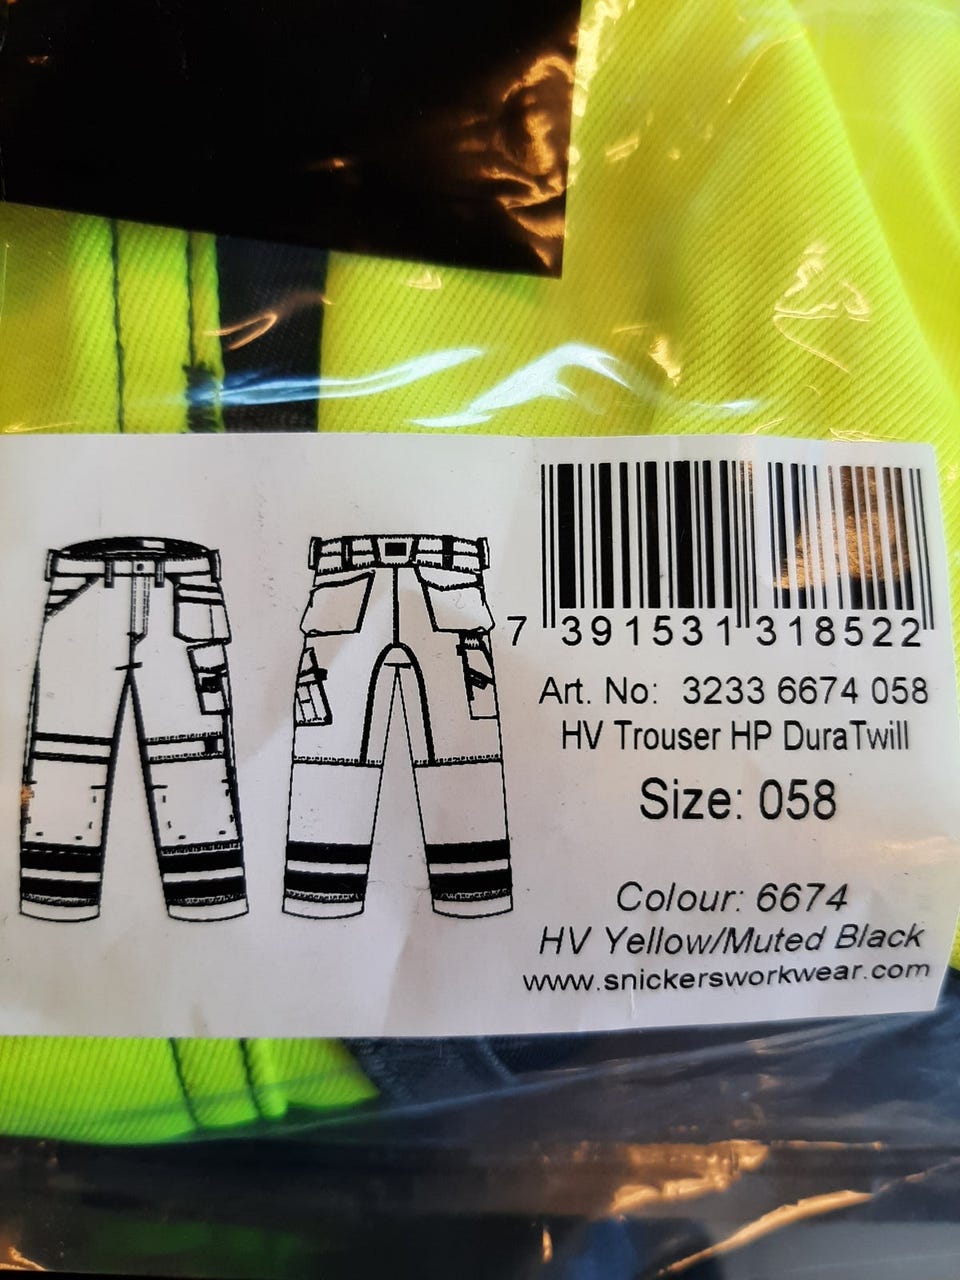 7 391531 318522
Art. No: 3233 6674 058
HV Trouser HP DuraTwill
Size: 058
Colour: 6674
HV Yellow/Muted Black
www.snickersworkwear.com